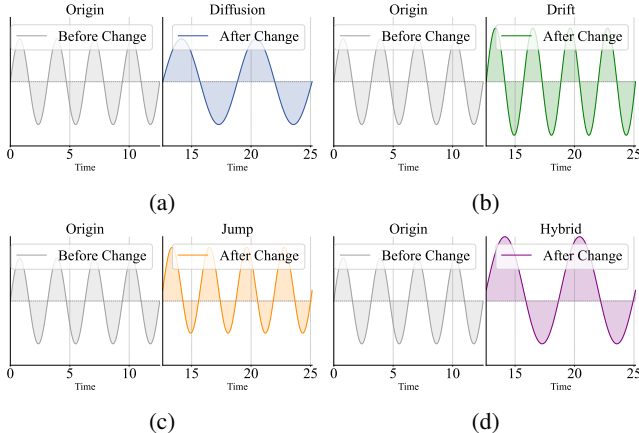 Origin Diffusion
Before Change After Change
0 5 10 15 20 25
Time Time
(a)
Origin Drift
Before Change After Change
0 5 10 15 20 25
Time Time
(b)
Origin Jump
Before Change After Change
0 5 10 15 20 25
Time Time
(c)
Origin Hybrid
Before Change After Change
0 5 10 15 20 25
Time Time
(d)